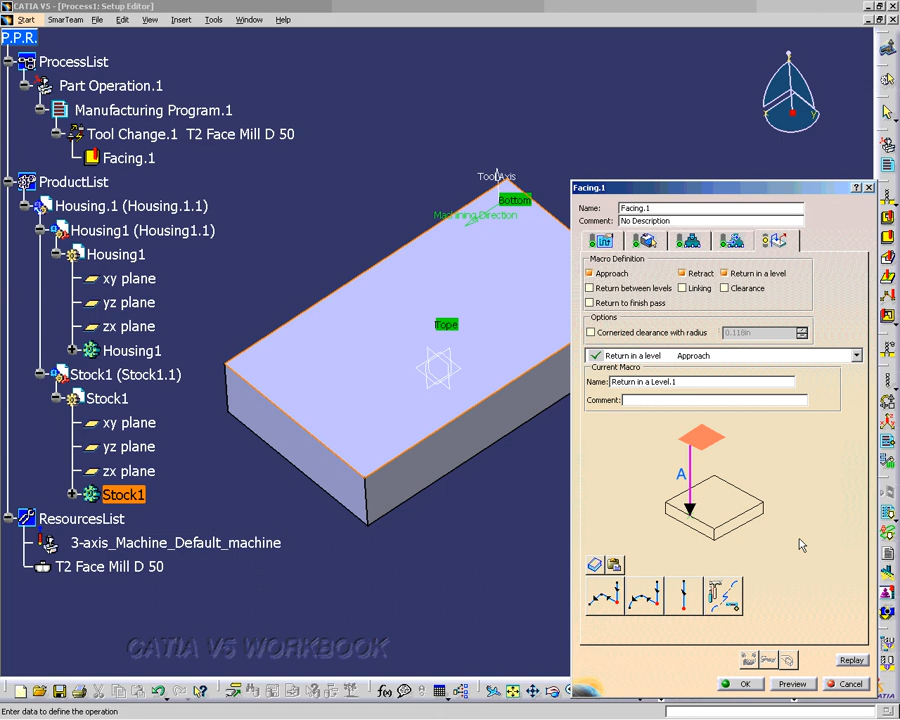 CATIA V5 - [Process1: Setup Editor]
Start SmarTeam File Edit View Insert Tools Window Help
P.P.R.
ProcessList
Part Operation.1
Manufacturing Program.1
Tool Change.1 T2 Face Mill D 50
Facing.1
ProductList
Housing.1 (Housing.1.1)
Housing1 (Housing1.1)
Housing1
xy plane
yz plane
zx plane
Housing1
Stock1 (Stock1.1)
Stock1
xy plane
yz plane
zx plane
Stock1
ResourcesList
3-axis_Machine_Default_machine
T2 Face Mill D 50
Tool Axis
Bottom
Machining Direction
Tope
Facing.1
Name: Facing.1
Comment: No Description
Macro Definition
Approach Retract Return in a level
Return between levels Linking Clearance
Return to finish pass
Options
Cornerized clearance with radius 0.118in
Return in a level Approach
Current Macro
Name: Return in a Level.1
Comment:
A
Replay
OK Preview Cancel
CATIA V5 WORKBOOK
f(x)
CATIA
Enter data to define the operation